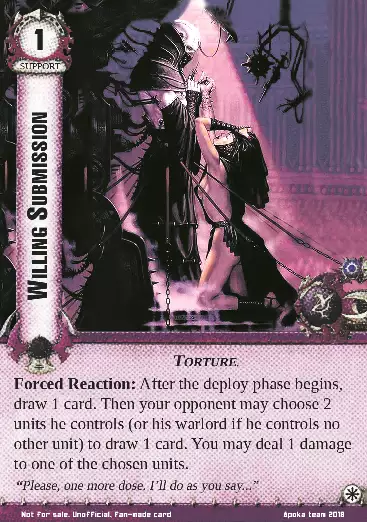 1
SUPPORT
WILLING SUBMISSION
TORTURE.
Forced Reaction: After the deploy phase begins,
draw 1 card. Then your opponent may choose 2
units he controls (or his warlord if he controls no
other unit) to draw 1 card. You may deal 1 damage
to one of the chosen units.
“Please, one more dose. I’ll do as you say...”
Not for sale. Unofficial. Fan-made card
Apoka team 2018